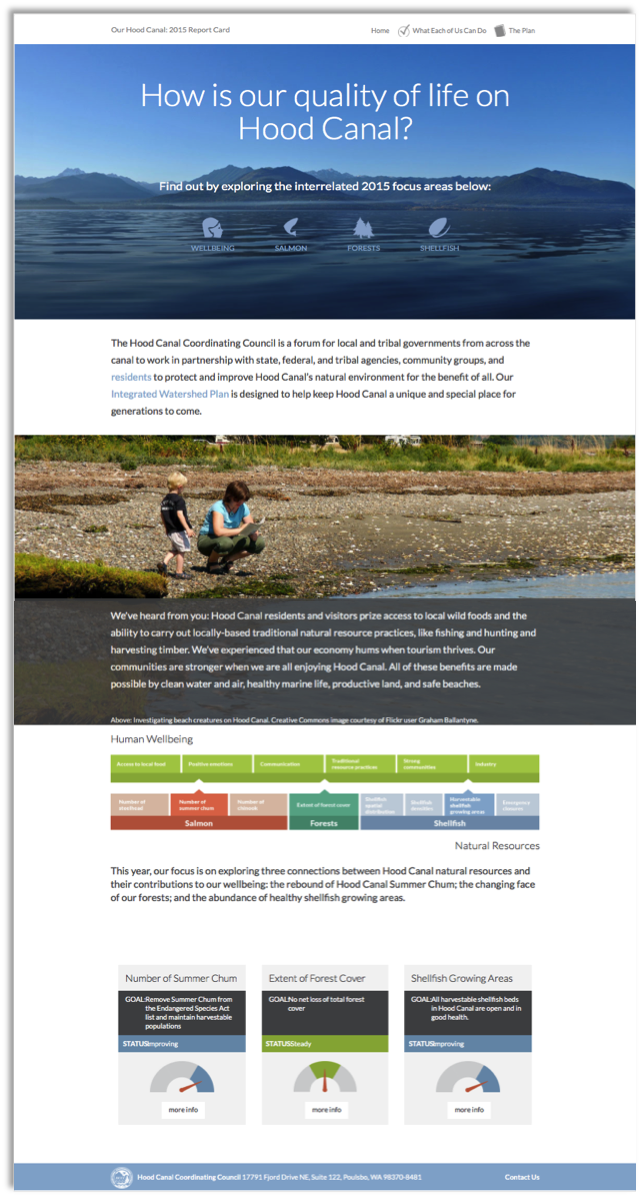 Our Hood Canal: 2015 Report Card
Home
What Each of Us Can Do
The Plan
How is our quality of life on
Hood Canal?
Find out by exploring the interrelated 2015 focus areas below:
WELLBEING
SALMON
FORESTS
SHELLFISH
The Hood Canal Coordinating Council is a forum for local and tribal governments from across the
canal to work in partnership with state, federal, and tribal agencies, community groups, and
residents to protect and improve Hood Canal's natural environment for the benefit of all. Our
Integrated Watershed Plan is designed to help keep Hood Canal a unique and special place for
generations to come.
We've heard from you: Hood Canal residents and visitors prize access to local wild foods and the
ability to carry out locally-based traditional natural resource practices, like fishing and hunting and
harvesting timber. We've experienced that our economy hums when tourism thrives. Our
communities are stronger when we are all enjoying Hood Canal. All of these benefits are made
possible by clean water and air, healthy marine life, productive land, and safe beaches.
Above: Investigating beach creatures on Hood Canal. Creative Commons image courtesy of Flickr user Graham Ballantyne.
Human Wellbeing
Access to local food
Positive emotions
Communication
Traditional
resource practices
Strong
communities
Industry
Number of
steelhead
Number of
summer chum
Number of
chinook
Extent of forest cover
Shellfish
spatial
distribution
Shellfish
densities
Harvestable
shellfish
growing areas
Emergency
closures
Salmon
Forests
Shellfish
Natural Resources
This year, our focus is on exploring three connections between Hood Canal natural resources and
their contributions to our wellbeing: the rebound of Hood Canal Summer Chum; the changing face
of our forests; and the abundance of healthy shellfish growing areas.
Number of Summer Chum
GOAL:Remove Summer Chum from
the Endangered Species Act
list and maintain harvestable
populations
STATUSImproving
more info
Extent of Forest Cover
GOAL:No net loss of total forest
cover
STATUSSteady
more info
Shellfish Growing Areas
GOAL:All harvestable shellfish beds
in Hood Canal are open and in
good health.
STATUSImproving
more info
Hood Canal Coordinating Council 17791 Fjord Drive NE, Suite 122, Poulsbo, WA 98370-8481
Contact Us